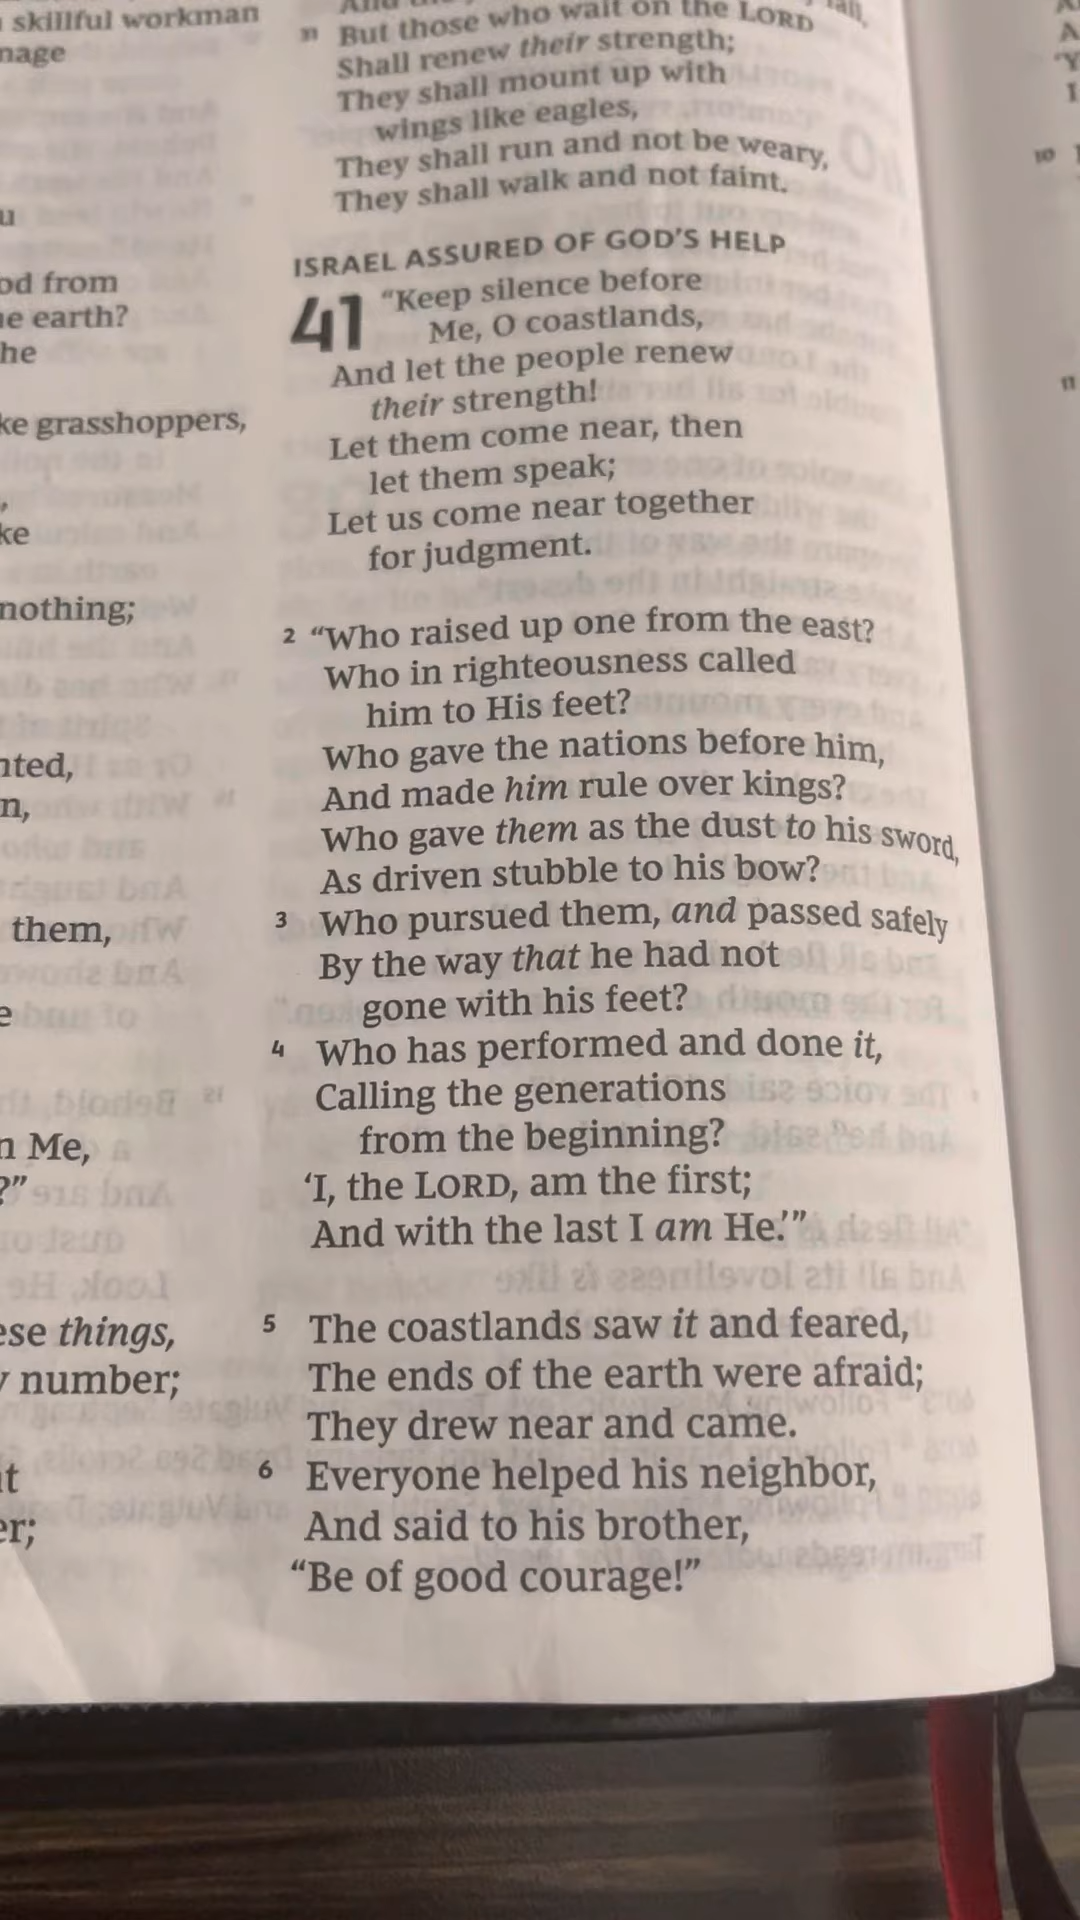 skillful workman
nage
u
od from
e earth?
he
ke grasshoppers,
ke
nothing;
nted,
n,
them,
e
n Me,
?"
ese things,
y number;
t
er;
31 But those who wait on the LORD
Shall renew their strength;
They shall mount up with
wings like eagles,
They shall run and not be weary,
They shall walk and not faint.
ISRAEL ASSURED OF GOD'S HELP
41 "Keep silence before
Me, O coastlands,
And let the people renew
their strength!
Let them come near, then
let them speak;
Let us come near together
for judgment.
2 "Who raised up one from the east?
Who in righteousness called
him to His feet?
Who gave the nations before him,
And made him rule over kings?
Who gave them as the dust to his sword,
As driven stubble to his bow?
3 Who pursued them, and passed safely
By the way that he had not
gone with his feet?
4 Who has performed and done it,
Calling the generations
from the beginning?
'I, the LORD, am the first;
And with the last I am He.'"
5 The coastlands saw it and feared,
The ends of the earth were afraid;
They drew near and came.
6 Everyone helped his neighbor,
And said to his brother,
"Be of good courage!"
10
11